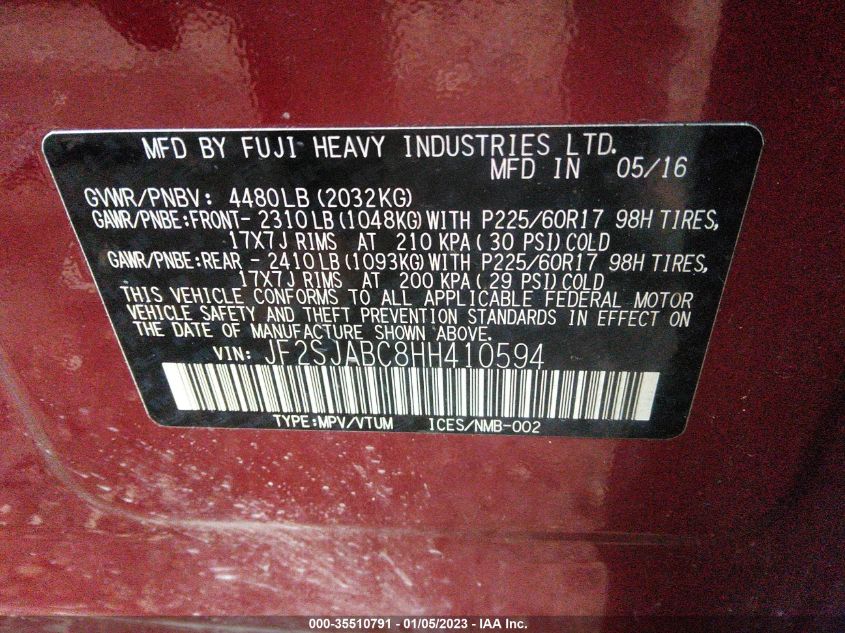 MFD BY FUJI HEAVY INDUSTRIES LTD.
MFD IN 05/16
GVWR/PNBV: 4480LB (2032KG)
GAWR/PNBE:FRONT- 2310LB(1048KG)WITH P225/60R17 98H TIRES,
17X7J RIMS AT 210 KPA( 30 PSI)COLD
GAWR/PNBE:REAR - 2410LB(1093KG)WITH P225/60R17 98H TIRES,
17X7J RIMS AT 200 KPA( 29 PSI)COLD
THIS VEHICLE CONFORMS TO ALL APPLICABLE FEDERAL MOTOR
VEHICLE SAFETY AND THEFT PREVENTION STANDARDS IN EFFECT ON
THE DATE OF MANUFACTURE SHOWN ABOVE.
VIN: JF2SJABC8HH410594
TYPE:MPV/VTUM ICES/NMB-002
000-35510791 - 01/05/2023 - IAA Inc.